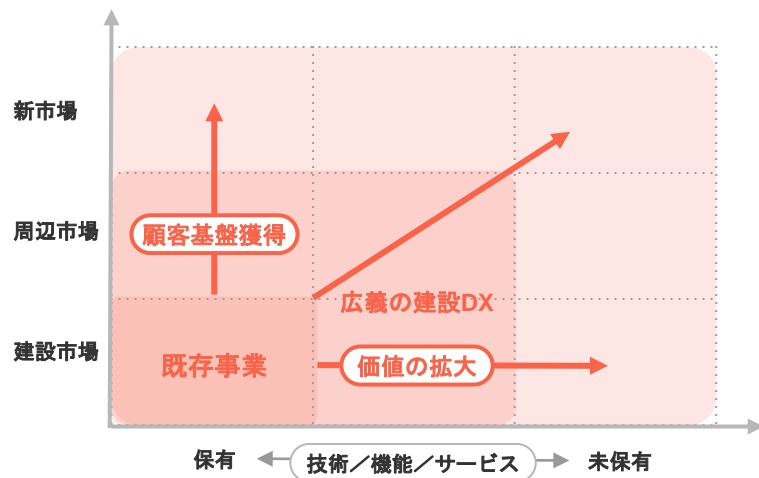 新市場
周辺市場
顧客基盤獲得
広義の建設DX
建設市場
既存事業
価値の拡大
保有
技術／機能／サービス
未保有